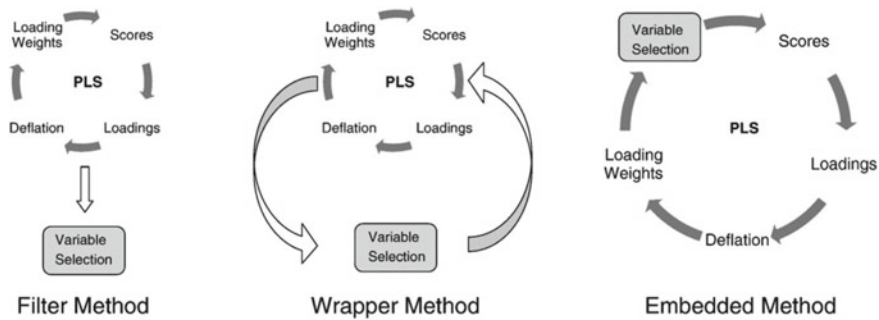 Loading
Weights
Scores
PLS
Deflation
Loadings
Variable
Selection
Filter Method
Loading
Weights
Scores
PLS
Deflation
Loadings
Variable
Selection
Wrapper Method
Variable
Selection
Scores
PLS
Loading
Weights
Loadings
Deflation
Embedded Method